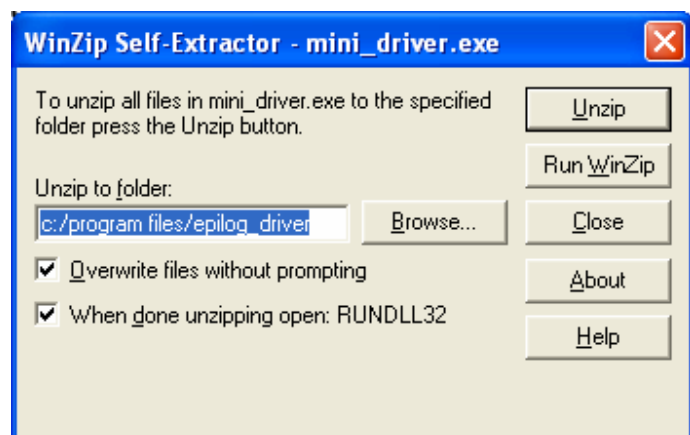 WinZip Self-Extractor - mini_driver.exe
To unzip all files in mini_driver.exe to the specified
folder press the Unzip button.
Unzip to folder:
c:/program files/epilog_driver
Browse...
Overwrite files without prompting
When done unzipping open: RUNDLL32
Unzip
Run WinZip
Close
About
Help